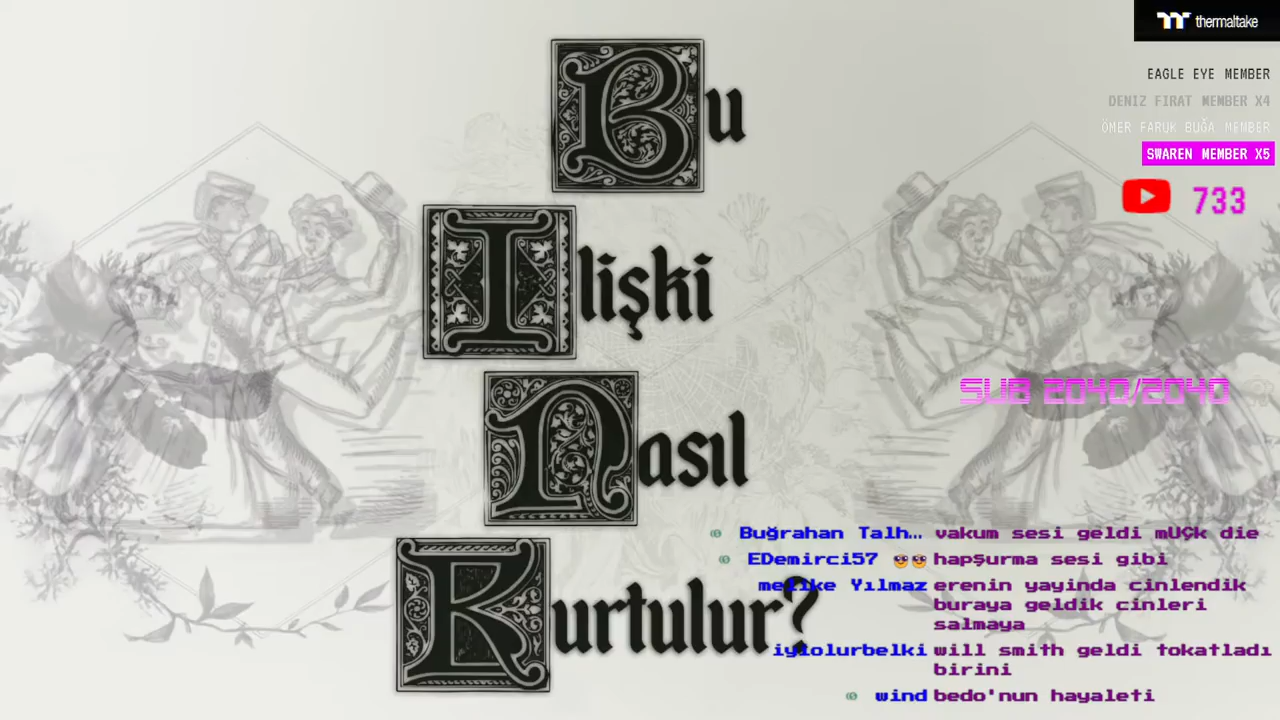 thermaltake
EAGLE EYE MEMBER
DENIZ FIRAT MEMBER X4
ÖMER FARUK BUĞA MEMBER
SWAREN MEMBER X5
733
Bu
Ilişki
Nasıl
Kurtulur?
SUB 2040/2040
Buğrahan Talh... vakum sesi geldi mUÇk die
EDemirci57 hapŞurma sesi gibi
melike Yılmaz erenin yayinda cinlendik
buraya geldik cinleri
salmaya
iyiolurbelki will smith geldi tokatladı
birini
wind bedo'nun hayaleti